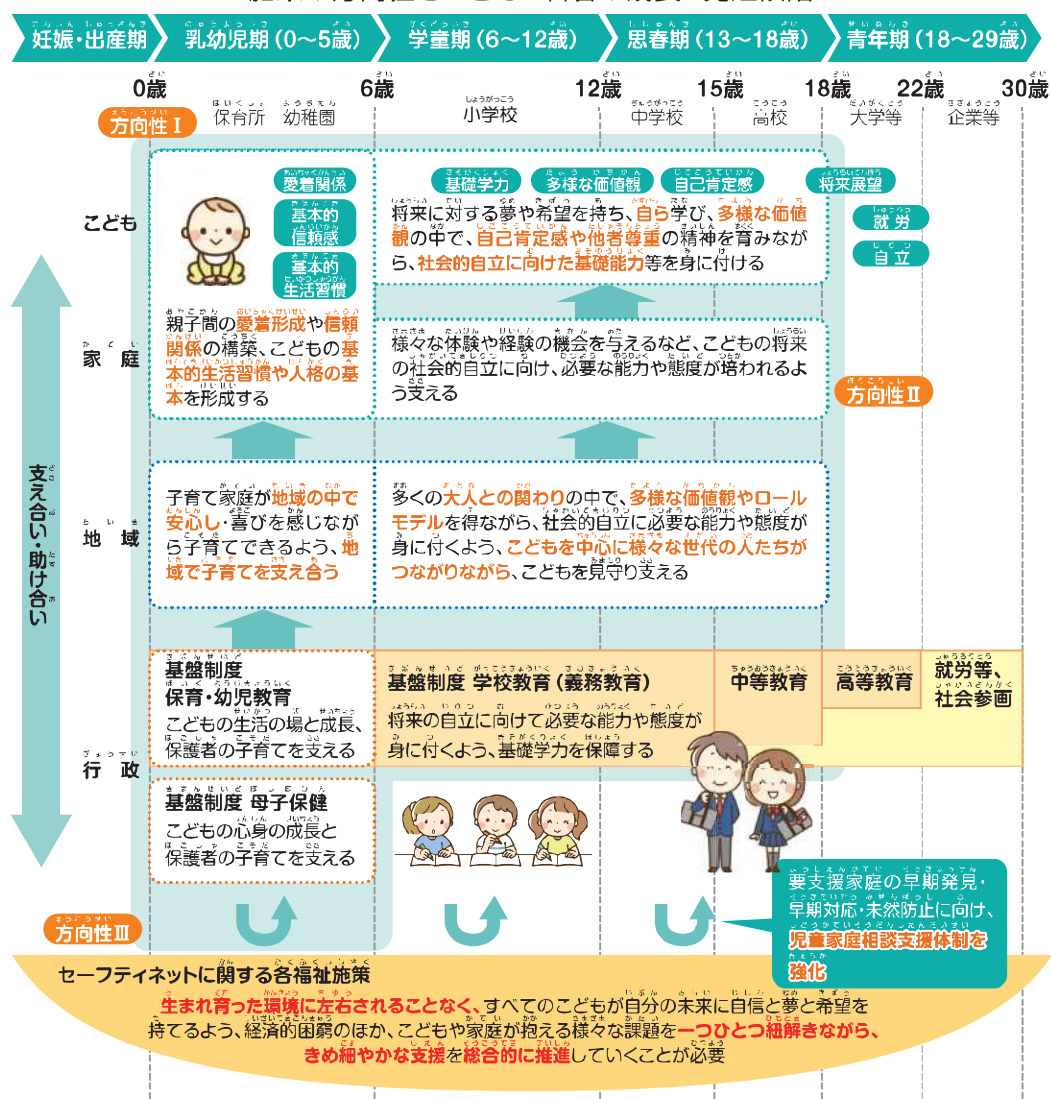 妊娠・出産期 乳幼児期(0～5歳) 学童期(6～12歳) 思春期(13～18歳) 青年期(18～29歳)
0歳 6歳 12歳 15歳 18歳 22歳 30歳
保育所 幼稚園 小学校 中学校 高校 大学等 企業等
方向性Ⅰ
こども
愛着関係
基本的
信頼感
基本的
生活習慣
基礎学力 多様な価値観 自己肯定感 将来展望
就労
自立
将来に対する夢や希望を持ち、自ら学び、多様な価値
観の中で、自己肯定感や他者尊重の精神を育みなが
ら、社会的自立に向けた基礎能力等を身に付ける
家庭
親子間の愛着形成や信頼
関係の構築、こどもの基
本的生活習慣や人格の基
本を形成する
様々な体験や経験の機会を与えるなど、こどもの将来
の社会的自立に向け、必要な能力や態度が培われるよ
う支える
方向性Ⅱ
支え合い・助け合い
地域
子育て家庭が地域の中で
安心し・喜びを感じなが
ら子育てできるよう、地
域で子育てを支え合う
多くの大人との関わりの中で、多様な価値観やロール
モデルを得ながら、社会的自立に必要な能力や態度が
身に付くよう、こどもを中心に様々な世代の人たちが
つながりながら、こどもを見守り支える
行政
基盤制度
保育・幼児教育
こどもの生活の場と成長、
保護者の子育てを支える
基盤制度 学校教育(義務教育)
将来の自立に向けて必要な能力や態度が
身に付くよう、基礎学力を保障する
中等教育
高等教育
就労等、
社会参画
基盤制度 母子保健
こどもの心身の成長と
保護者の子育てを支える
要支援家庭の早期発見・
早期対応・未然防止に向け、
児童家庭相談支援体制を
強化
方向性Ⅲ
セーフティネットに関する各福祉施策
生まれ育った環境に左右されることなく、すべてのこどもが自分の未来に自信と夢と希望を
持てるよう、経済的困窮のほか、こどもや家庭が抱える様々な課題を一つひとつ紐解きながら、
きめ細やかな支援を総合的に推進していくことが必要